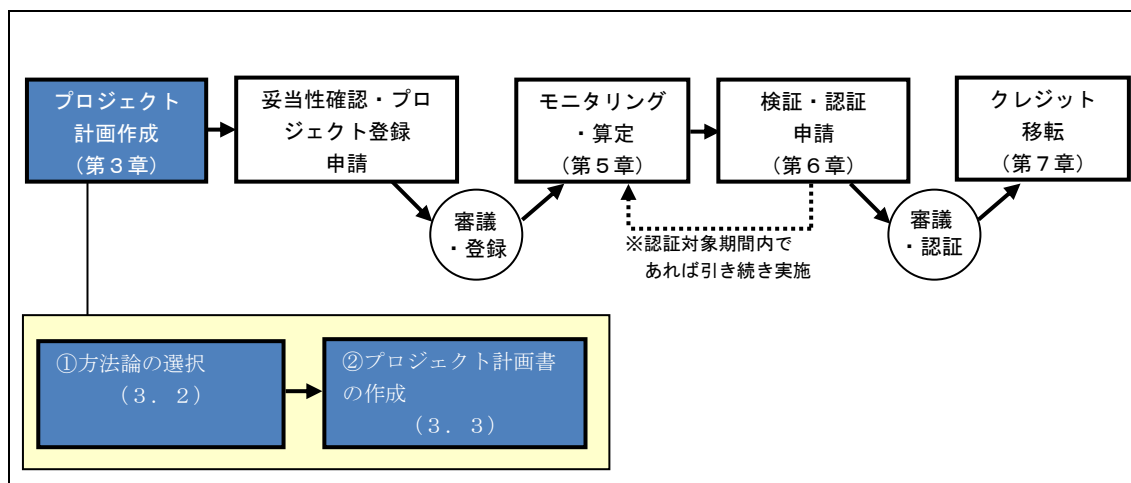 プロジェクト
計画作成
（第３章）
妥当性確認・プロ
ジェクト登録
申請
モニタリング
・算定
（第５章）
検証・認証
申請
（第６章）
クレジット
移転
（第７章）
審議
・登録
※認証対象期間内で
あれば引き続き実施
審議
・認証
①方法論の選択
（３．２）
②プロジェクト計画書
の作成
（３．３）